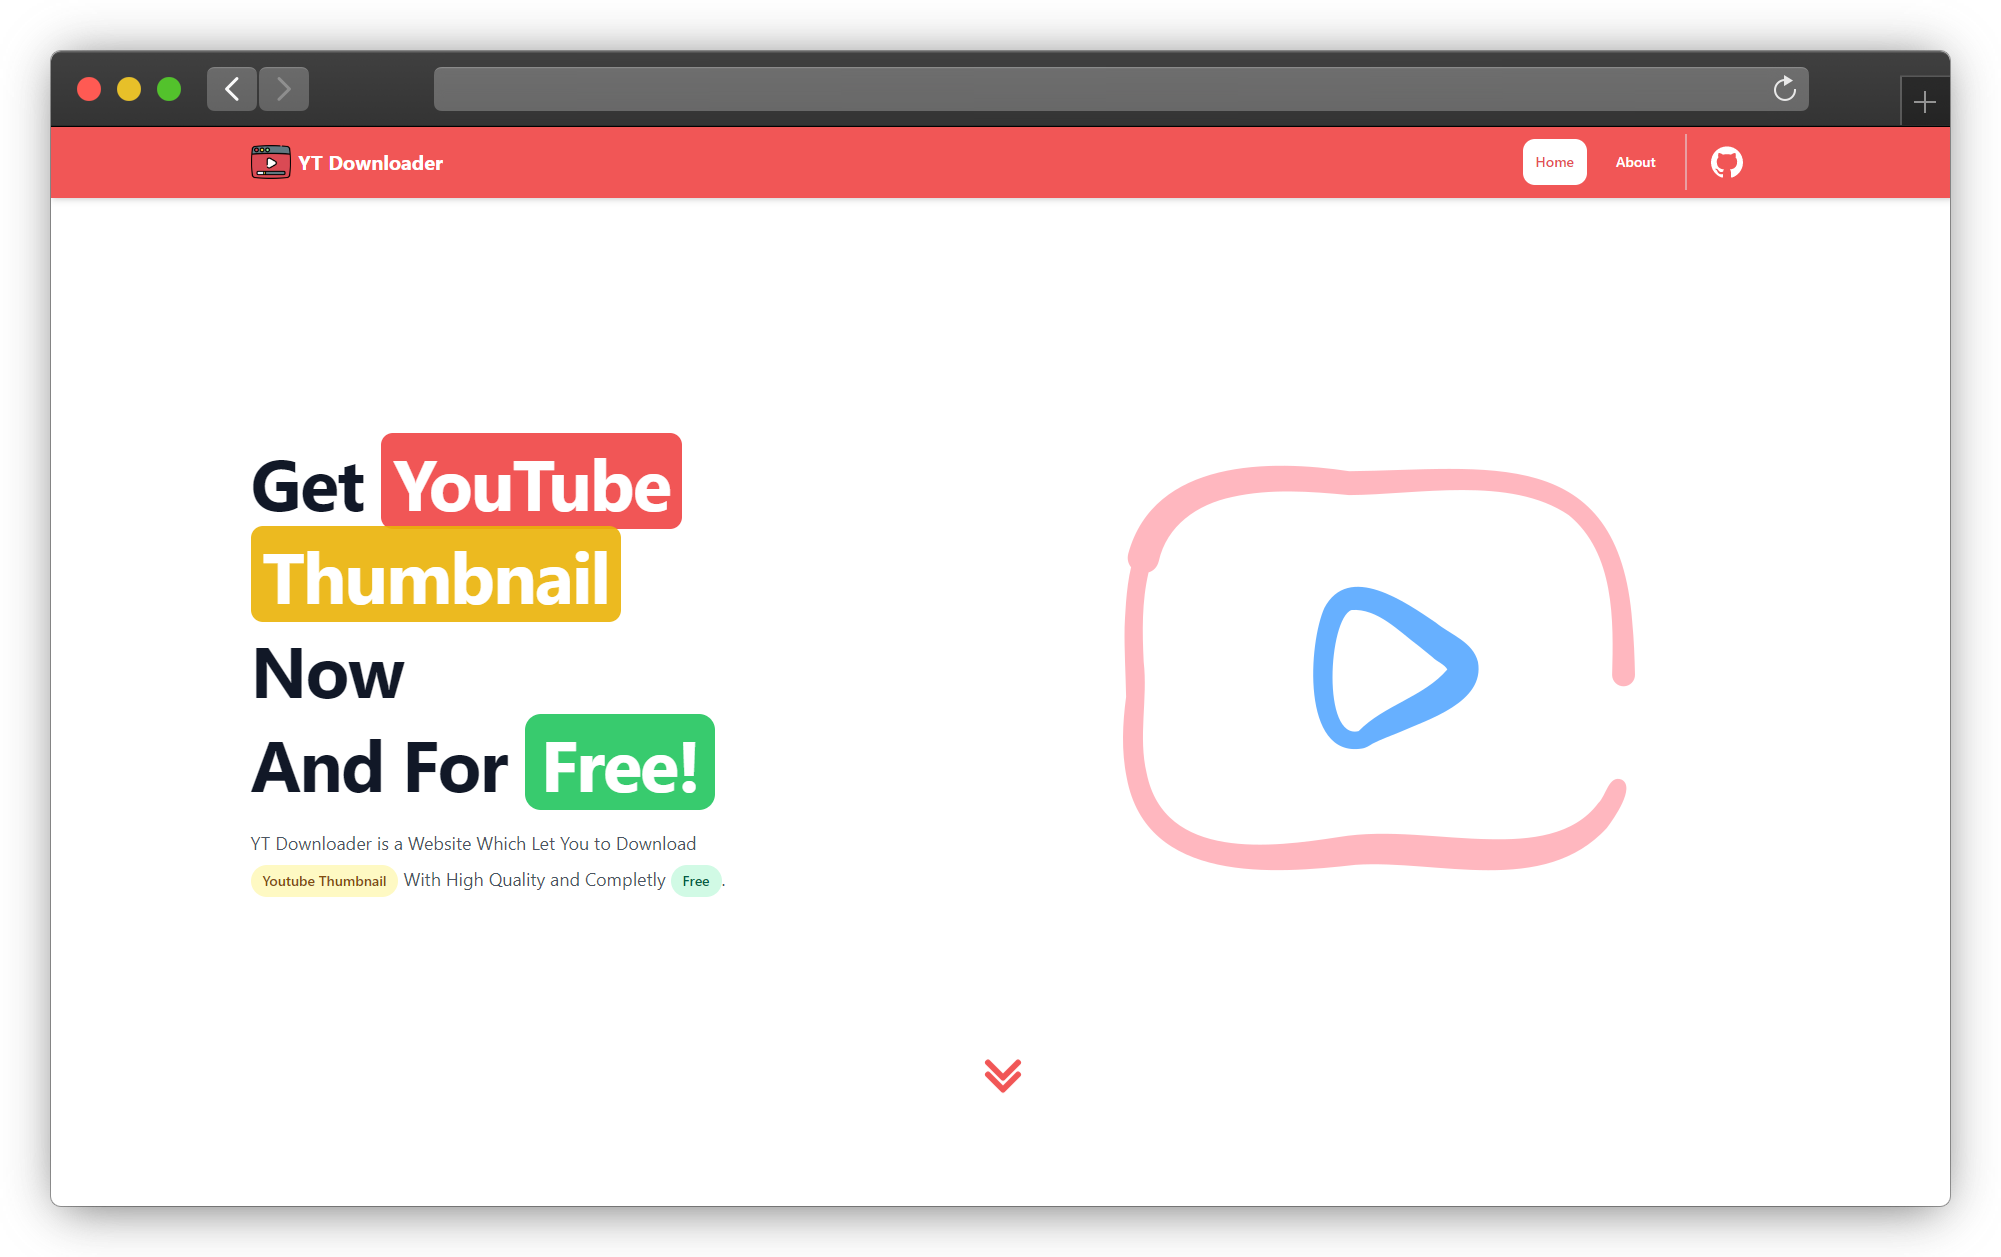 YT Downloader
Home
About
Get YouTube
Thumbnail
Now
And For Free!
YT Downloader is a Website Which Let You to Download
Youtube Thumbnail With High Quality and Completly Free.